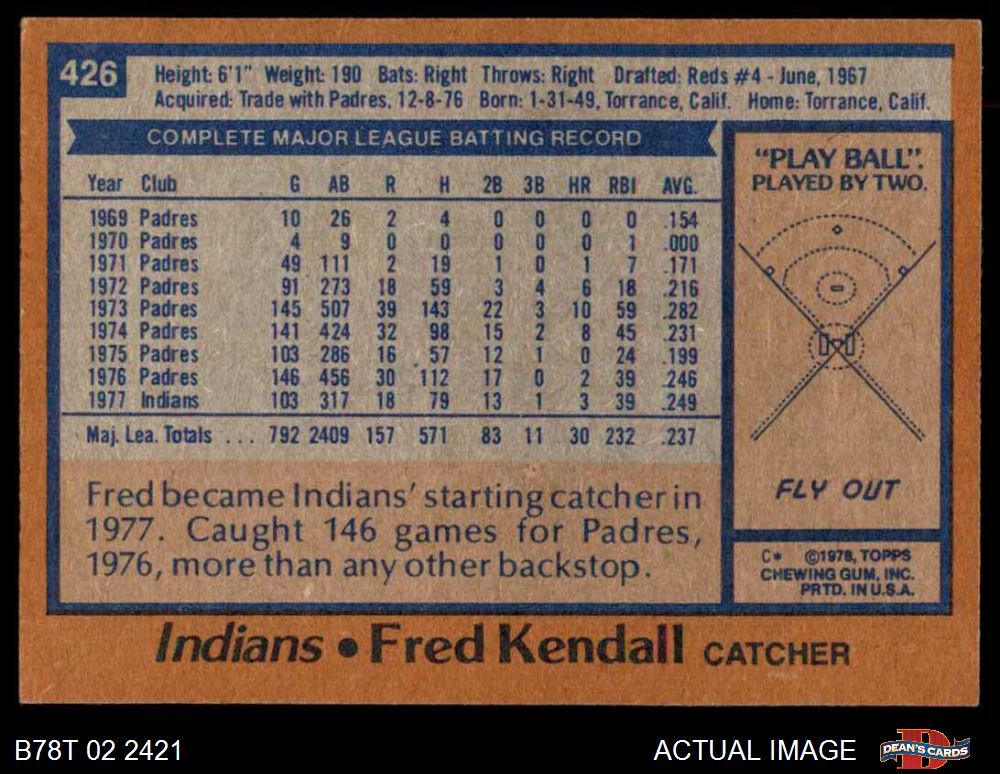 426
Height: 6'1" Weight: 190 Bats: Right Throws: Right Drafted: Reds #4 - June, 1967
Acquired: Trade with Padres, 12-8-76 Born: 1-31-49, Torrance, Calif. Home: Torrance, Calif.
COMPLETE MAJOR LEAGUE BATTING RECORD
Year Club G AB R H 2B 3B HR RBI AVG.
1969 Padres 10 26 2 4 0 0 0 0 .154
1970 Padres 4 9 0 0 0 0 0 1 .000
1971 Padres 49 111 2 19 1 0 1 7 .171
1972 Padres 91 273 18 59 3 4 6 18 .216
1973 Padres 145 507 39 143 22 3 10 59 .282
1974 Padres 141 424 32 98 15 2 8 45 .231
1975 Padres 103 286 16 57 12 1 0 24 .199
1976 Padres 146 456 30 112 17 0 2 39 .246
1977 Indians 103 317 18 79 13 1 3 39 .249
Maj. Lea. Totals ... 792 2409 157 571 83 11 30 232 .237
Fred became Indians' starting catcher in
1977. Caught 146 games for Padres,
1976, more than any other backstop.
"PLAY BALL".
PLAYED BY TWO.
FLY OUT
C* ©1978, TOPPS
CHEWING GUM, INC.
PRTD. IN U.S.A.
Indians • Fred Kendall CATCHER
B78T 02 2421
ACTUAL IMAGE
D
DEAN'S CARDS